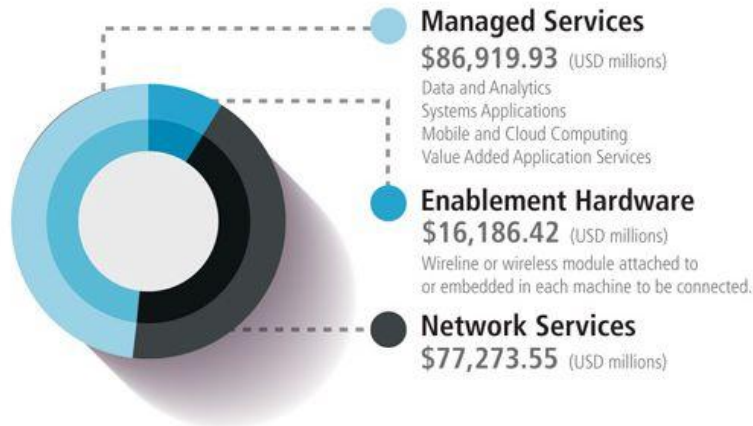 Managed Services
$86,919.93 (USD millions)
Data and Analytics
Systems Applications
Mobile and Cloud Computing
Value Added Application Services
Enablement Hardware
$16,186.42 (USD millions)
Wireline or wireless module attached to
or embedded in each machine to be connected.
Network Services
$77,273.55 (USD millions)